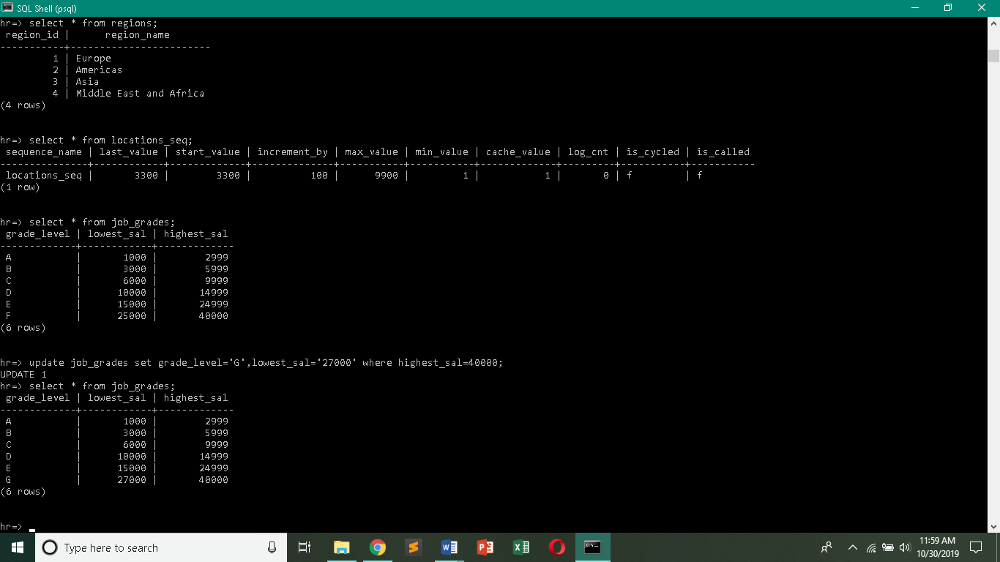 SQL Shell (psql)
hr=> select * from regions;
 region_id |      region_name
-----------+------------------------
         1 | Europe
         2 | Americas
         3 | Asia
         4 | Middle East and Africa
(4 rows)
hr=> select * from locations_seq;
 sequence_name | last_value | start_value | increment_by | max_value | min_value | cache_value | log_cnt | is_cycled | is_called
---------------+------------+-------------+--------------+-----------+-----------+-------------+---------+-----------+-----------
 locations_seq |       3300 |        3300 |          100 |      9900 |         1 |           1 |       0 | f         | f
(1 row)
hr=> select * from job_grades;
 grade_level | lowest_sal | highest_sal
-------------+------------+-------------
 A           |       1000 |        2999
 B           |       3000 |        5999
 C           |       6000 |        9999
 D           |      10000 |       14999
 E           |      15000 |       24999
 F           |      25000 |       40000
(6 rows)
hr=> update job_grades set grade_level='G',lowest_sal='27000' where highest_sal=40000;
UPDATE 1
hr=> select * from job_grades;
 grade_level | lowest_sal | highest_sal
-------------+------------+-------------
 A           |       1000 |        2999
 B           |       3000 |        5999
 C           |       6000 |        9999
 D           |      10000 |       14999
 E           |      15000 |       24999
 G           |      27000 |       40000
(6 rows)
hr=>
Type here to search
11:59 AM
10/30/2019